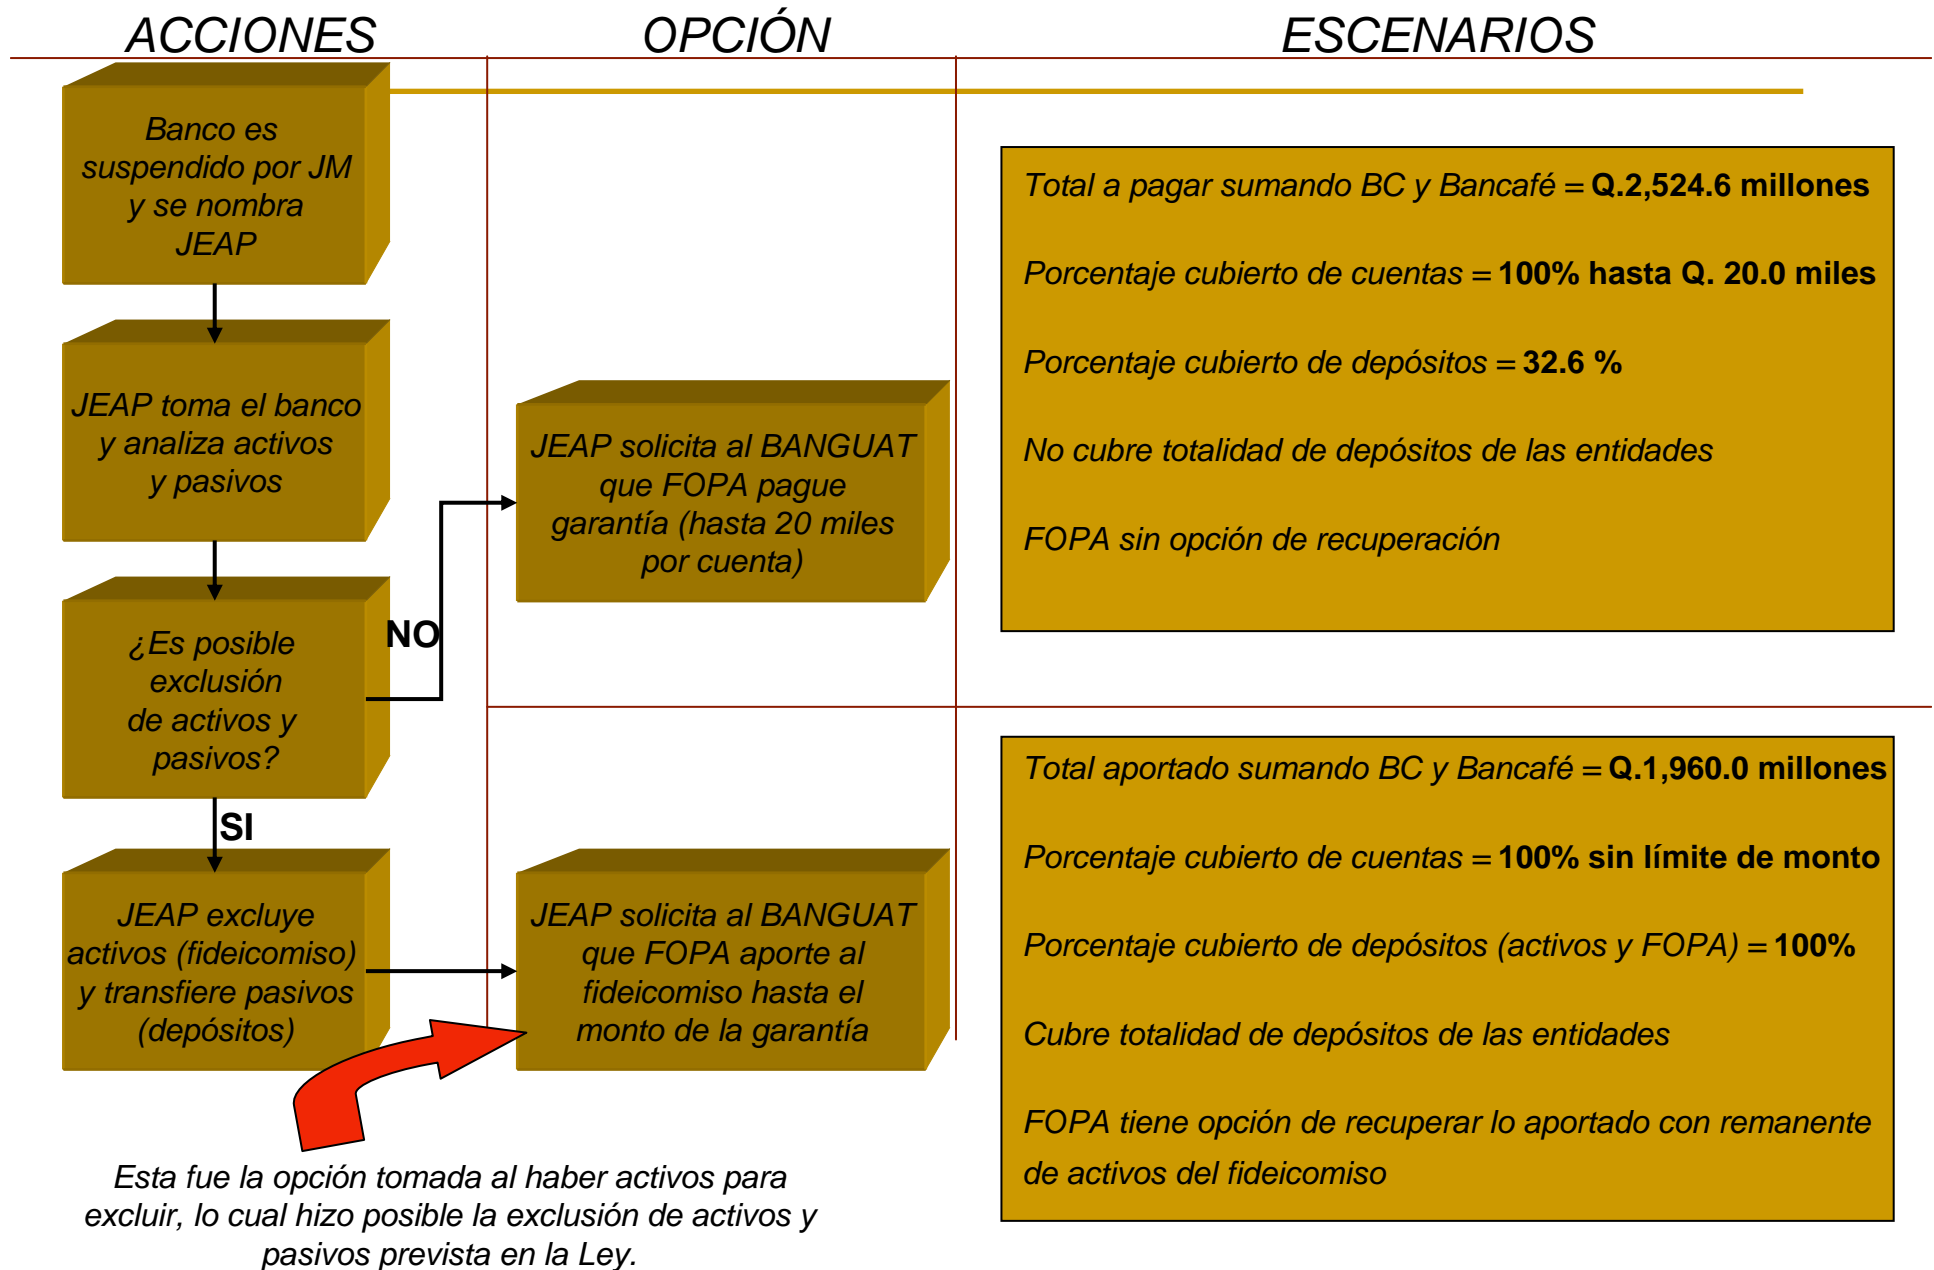 ACCIONES
OPCIÓN
ESCENARIOS
Banco es
suspendido por JM
y se nombra
JEAP
JEAP toma el banco
y analiza activos
y pasivos
¿Es posible
exclusión
de activos y
pasivos?
NO
SI
JEAP excluye
activos (fideicomiso)
y transfiere pasivos
(depósitos)
JEAP solicita al BANGUAT
que FOPA pague
garantía (hasta 20 miles
por cuenta)
JEAP solicita al BANGUAT
que FOPA aporte al
fideicomiso hasta el
monto de la garantía
Total a pagar sumando BC y Bancafé = Q.2,524.6 millones
Porcentaje cubierto de cuentas = 100% hasta Q. 20.0 miles
Porcentaje cubierto de depósitos = 32.6 %
No cubre totalidad de depósitos de las entidades
FOPA sin opción de recuperación
Total aportado sumando BC y Bancafé = Q.1,960.0 millones
Porcentaje cubierto de cuentas = 100% sin límite de monto
Porcentaje cubierto de depósitos (activos y FOPA) = 100%
Cubre totalidad de depósitos de las entidades
FOPA tiene opción de recuperar lo aportado con remanente
de activos del fideicomiso
Esta fue la opción tomada al haber activos para
excluir, lo cual hizo posible la exclusión de activos y
pasivos prevista en la Ley.